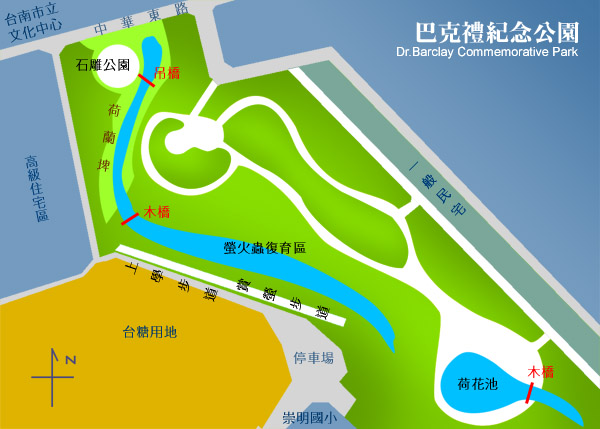 台南市立
文化中心
中華東路
巴克禮紀念公園
Dr.Barclay Commemorative Park
石雕公園
吊橋
荷蘭埤
高級住宅區
一般民宅
木橋
螢火蟲復育區
上學步道 賞螢步道
台糖用地
N
停車場
木橋
荷花池
崇明國小